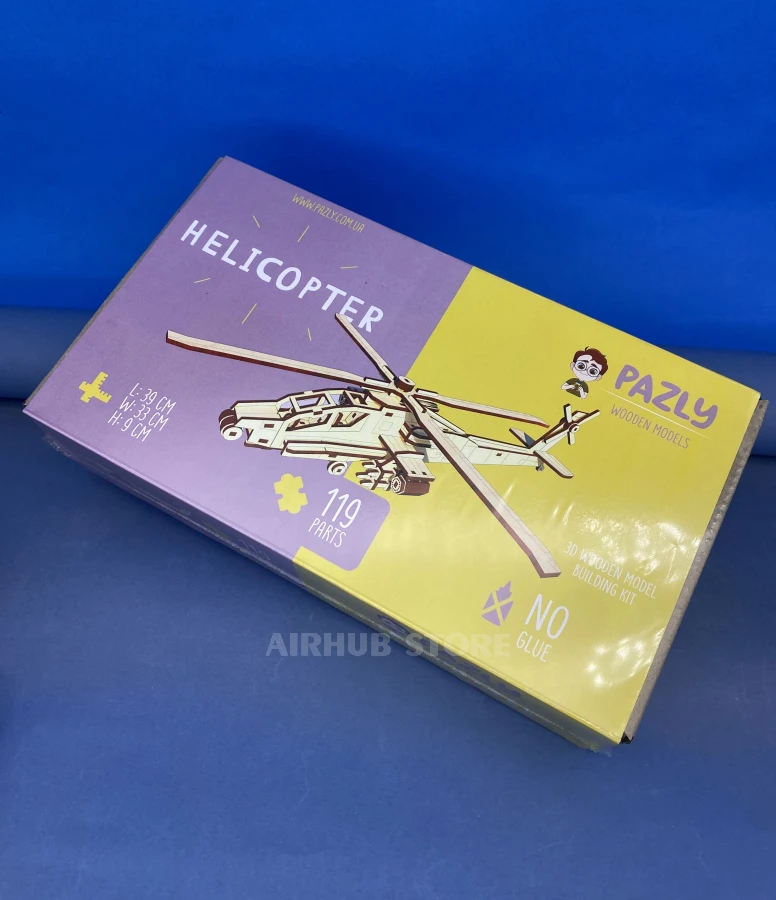 WWW.PAZLY.COM.UA
HELICOPTER
L: 39 CM
W: 33 CM
H: 9 CM
119
PARTS
PAZLY
WOODEN MODELS
3D WOODEN MODEL
BUILDING KIT
NO
GLUE
AIRHUB STORE